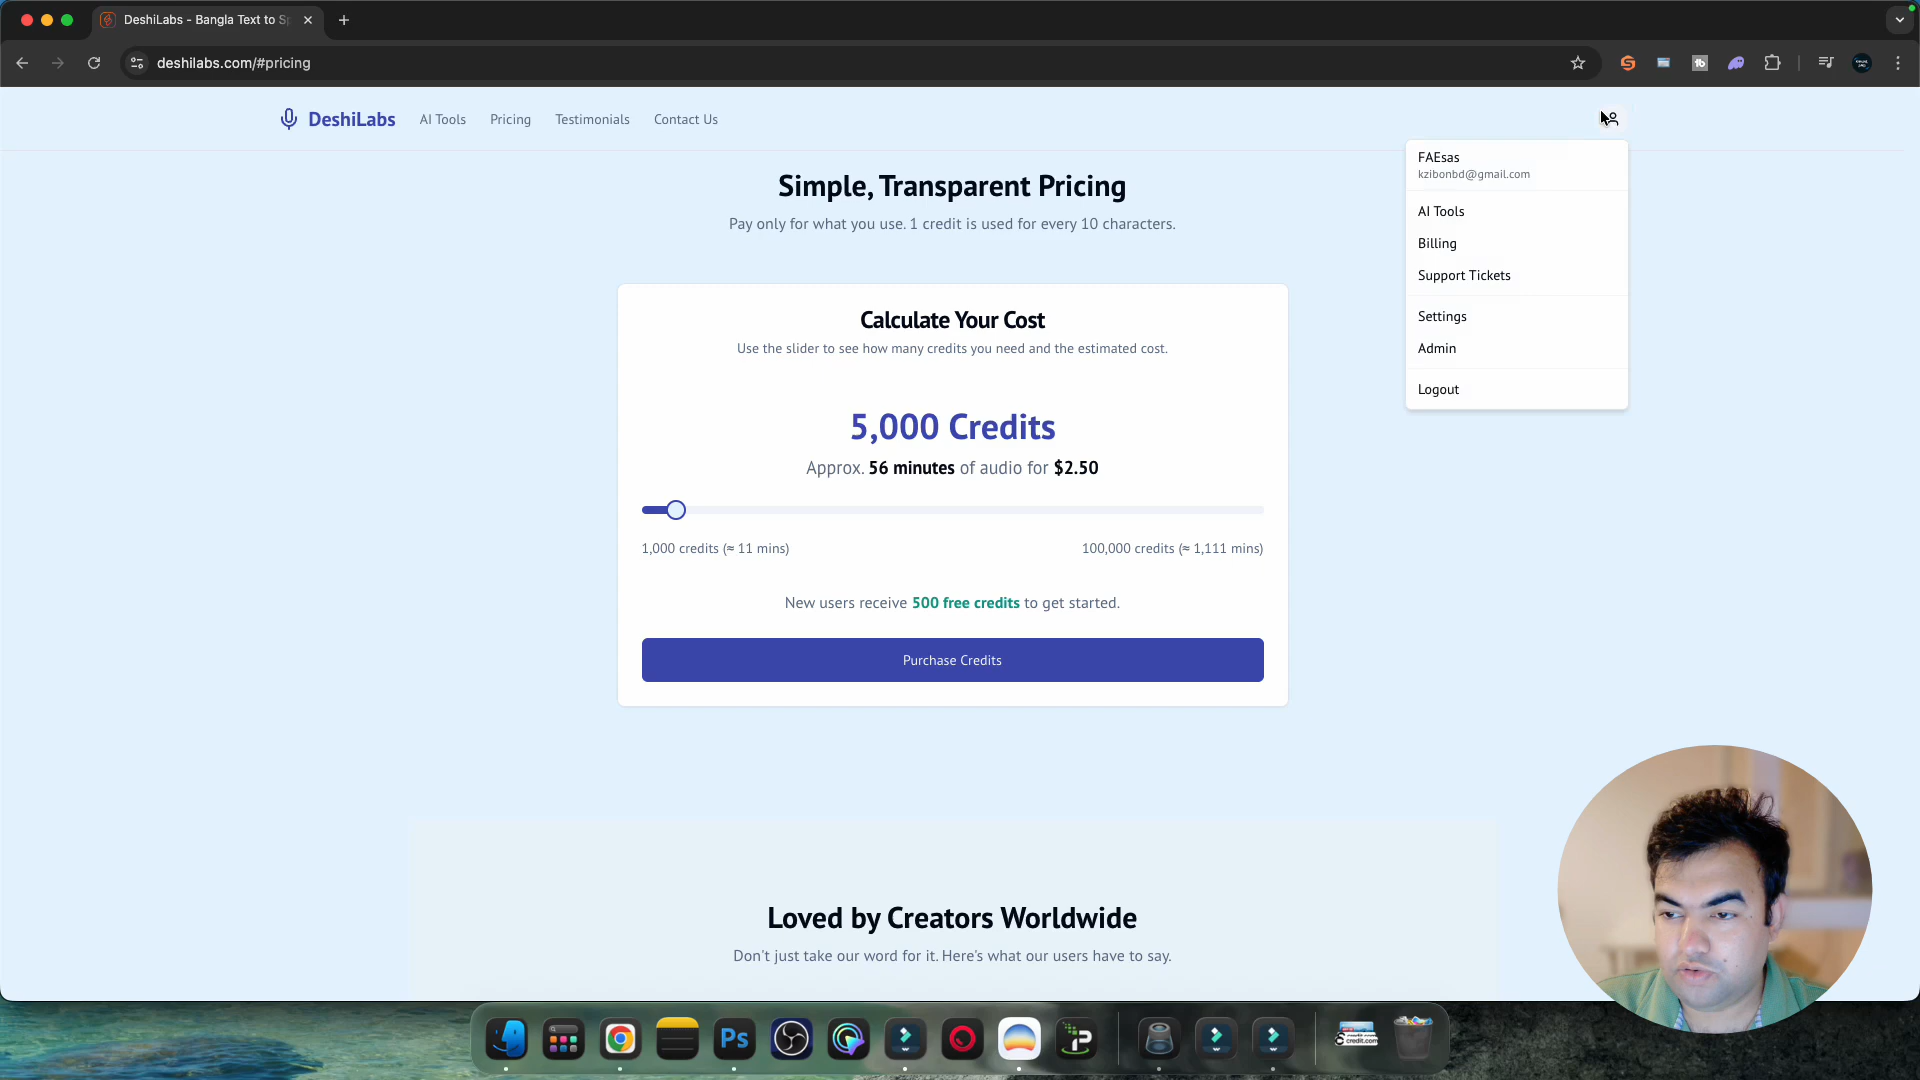 DeshiLabs - Bangla Text to Sp
deshilabs.com/#pricing
DeshiLabs
AI Tools
Pricing
Testimonials
Contact Us
FAEsas
kzibonbd@gmail.com
AI Tools
Billing
Support Tickets
Settings
Admin
Logout
Simple, Transparent Pricing
Pay only for what you use. 1 credit is used for every 10 characters.
Calculate Your Cost
Use the slider to see how many credits you need and the estimated cost.
5,000 Credits
Approx. 56 minutes of audio for $2.50
1,000 credits (≈ 11 mins)
100,000 credits (≈ 1,111 mins)
New users receive 500 free credits to get started.
Purchase Credits
Loved by Creators Worldwide
Don't just take our word for it. Here's what our users have to say.
Ps
credit.com